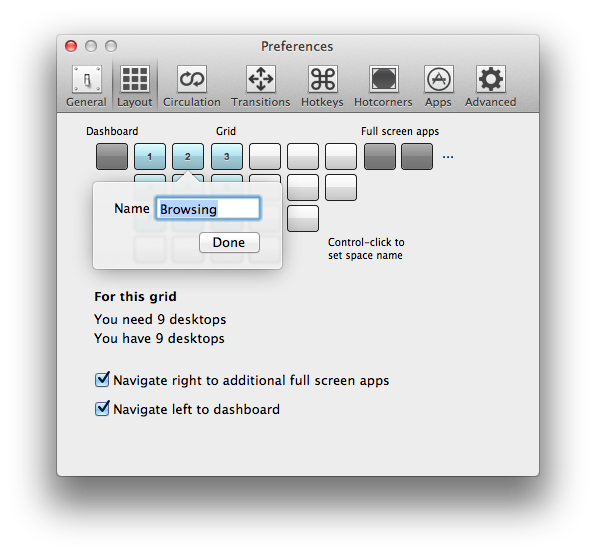 Preferences
General Layout Circulation Transitions Hotkeys Hotcorners Apps Advanced
Dashboard Grid Full screen apps
1 2 3 ...
Name Browsing
Done
Control-click to
set space name
For this grid
You need 9 desktops
You have 9 desktops
Navigate right to additional full screen apps
Navigate left to dashboard